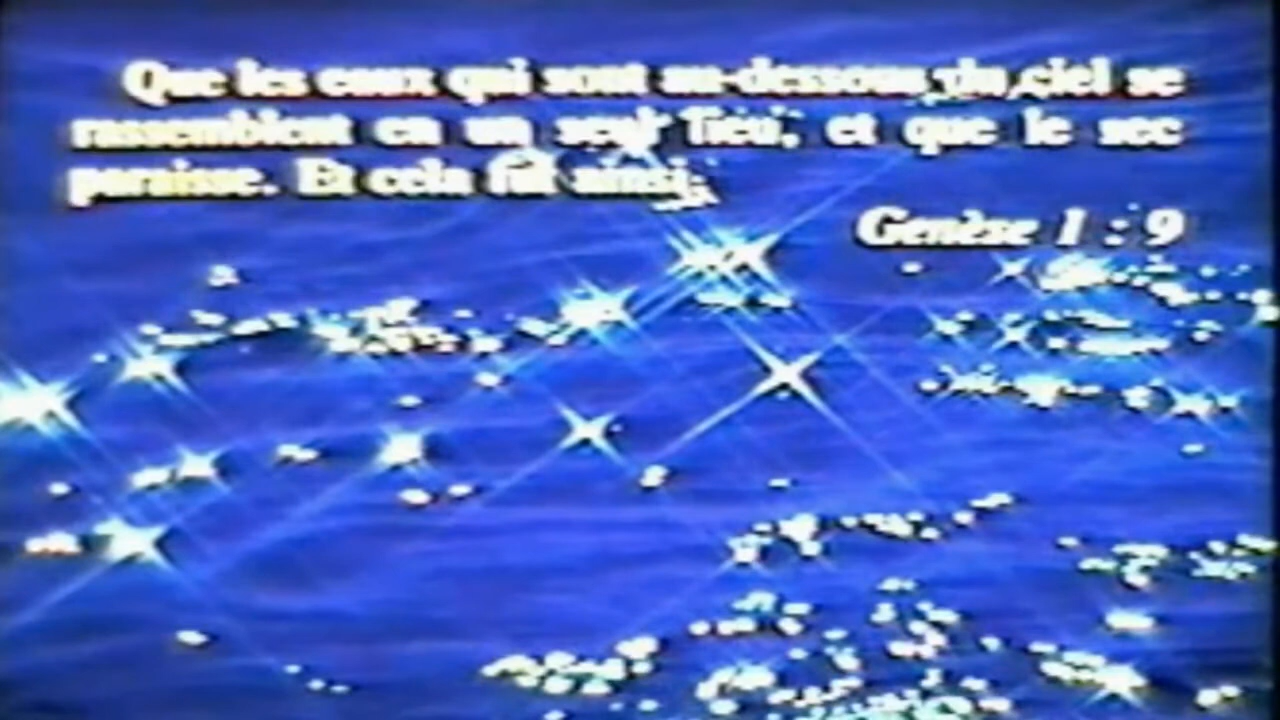 Que les eaux qui sont au-dessous du ciel se
rassemblent en un seul lieu, et que le sec
paraisse. Et cela fut ainsi.
Genèse 1 : 9